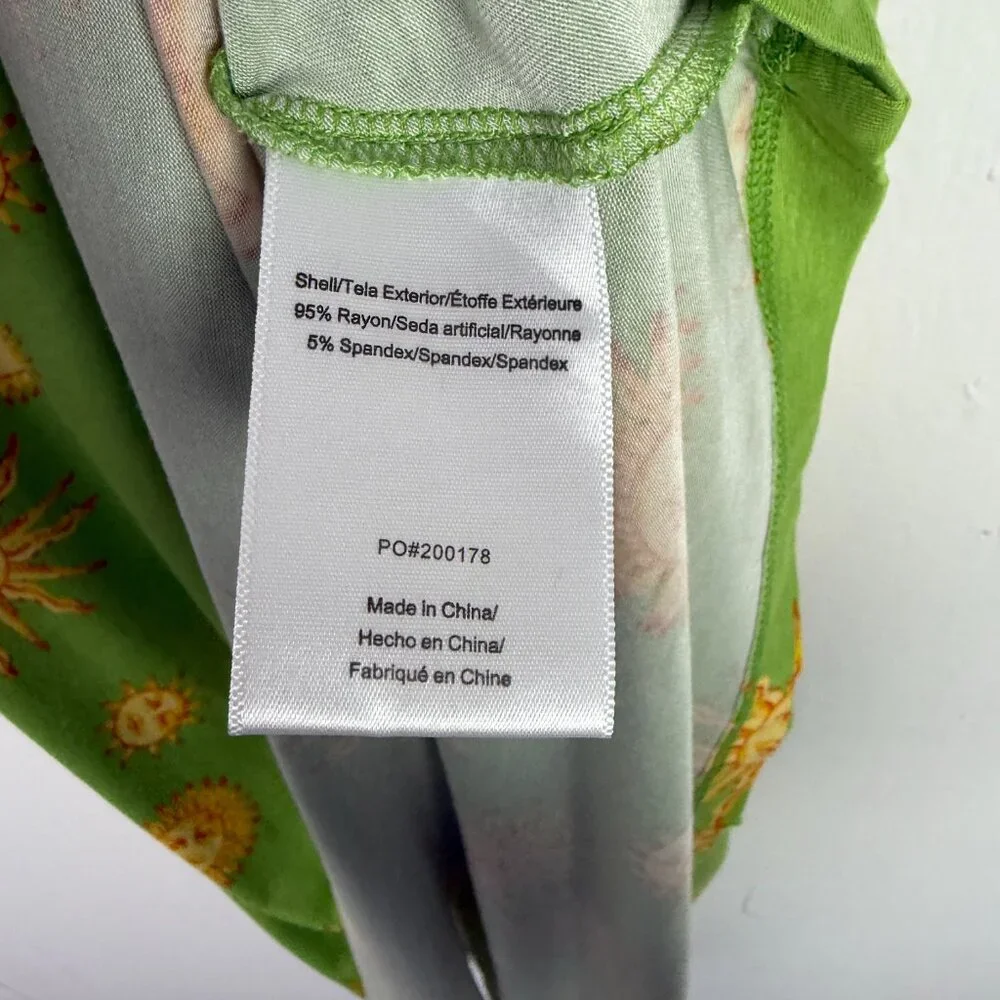 Shell/Tela Exterior/Étoffe Extérieure
95% Rayon/Seda artificial/Rayonne
5% Spandex/Spandex/Spandex
PO#200178
Made in China/
Hecho en China/
Fabriqué en Chine